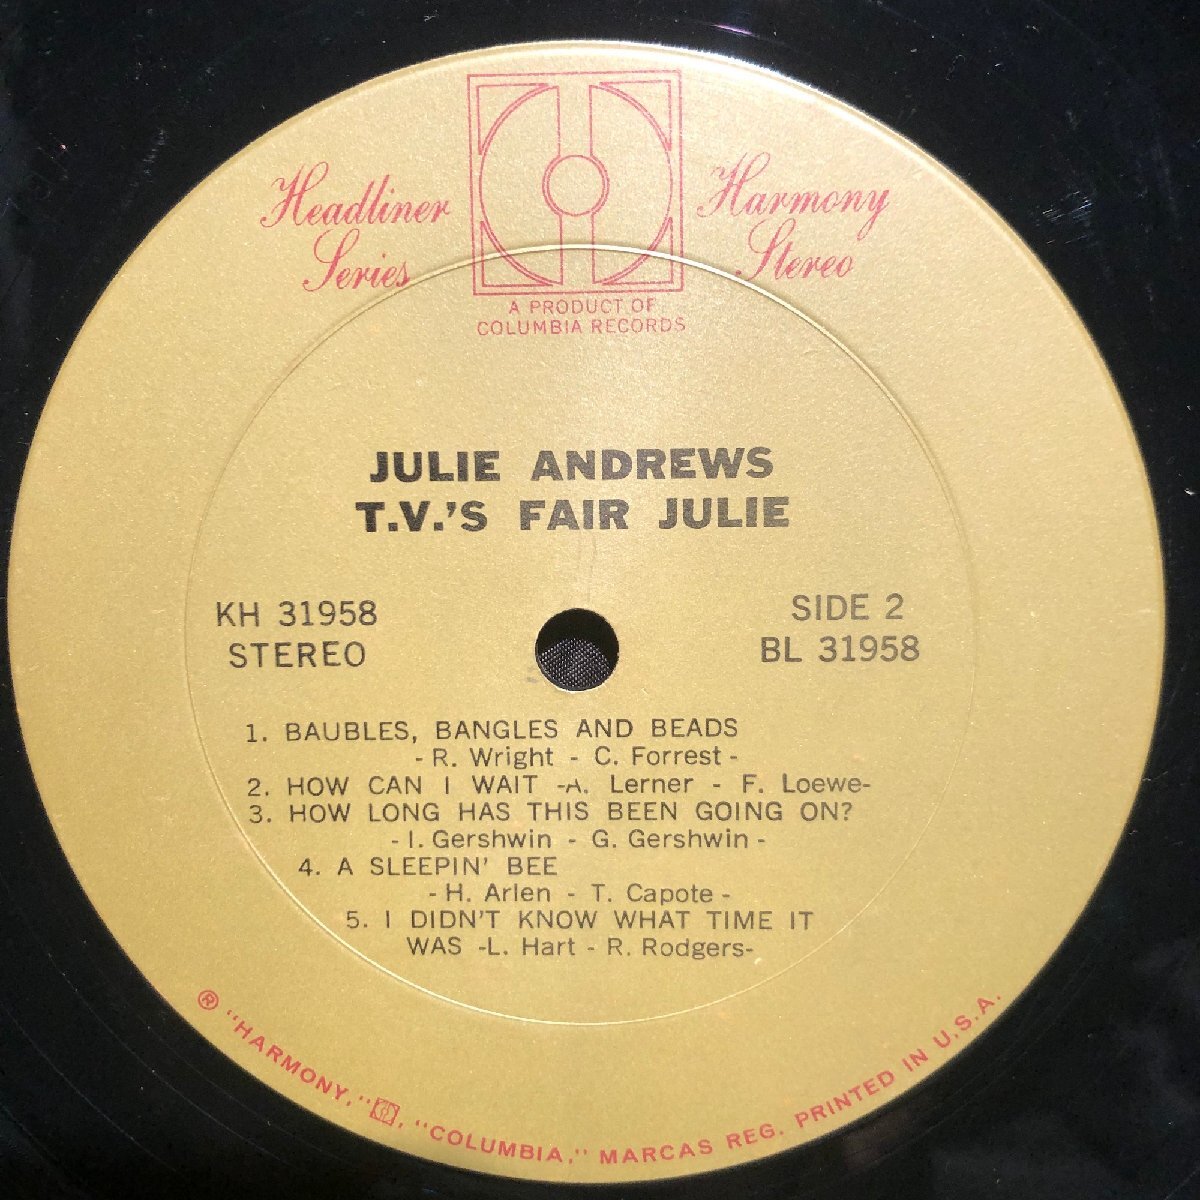 Headliner
Series
Harmony
Stereo
A PRODUCT OF
COLUMBIA RECORDS
JULIE ANDREWS
T.V.'S FAIR JULIE
KH 31958
STEREO
SIDE 2
BL 31958
1. BAUBLES, BANGLES AND BEADS
- R. Wright - C. Forrest -
2. HOW CAN I WAIT -A. Lerner - F. Loewe-
3. HOW LONG HAS THIS BEEN GOING ON?
- I. Gershwin - G. Gershwin -
4. A SLEEPIN' BEE
- H. Arlen - T. Capote -
5. I DIDN'T KNOW WHAT TIME IT
WAS -L. Hart - R. Rodgers-
® "HARMONY," , "COLUMBIA," MARCAS REG. PRINTED IN U.S.A.